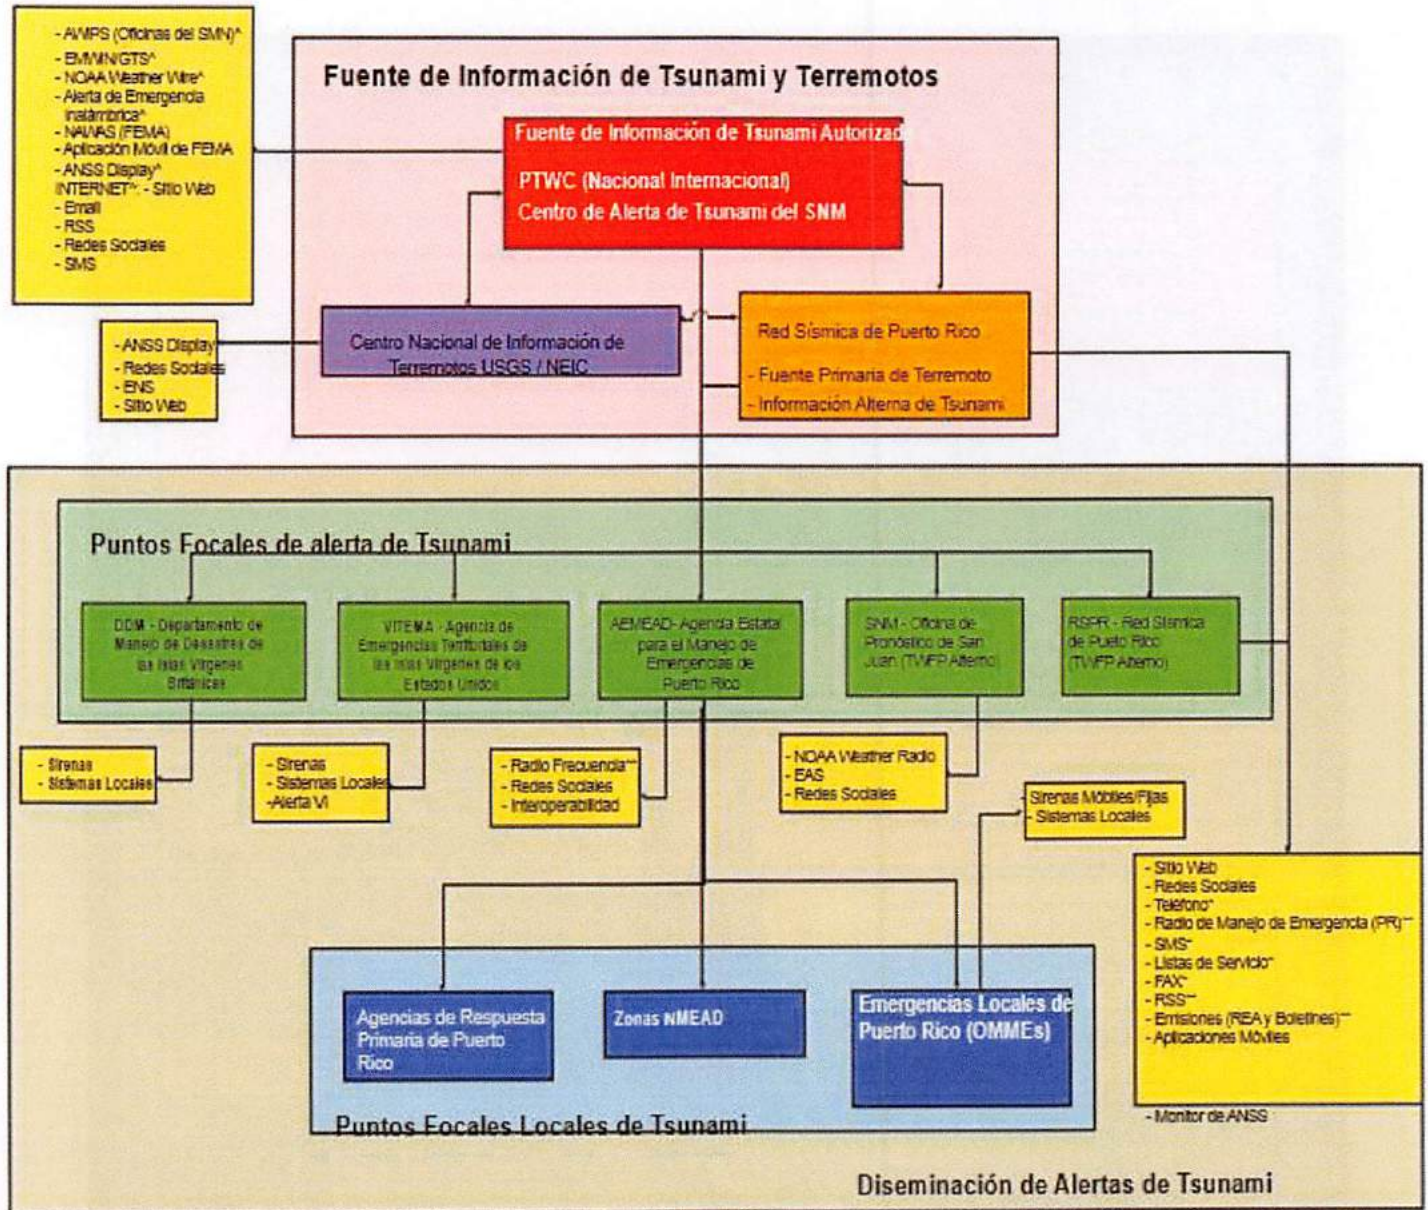 - AWIPS (Oficinas del SMN)^
- EMWIN/GTS^
- NOAA Weather Wire^
- Alerta de Emergencia
Inalámbrica^
- NAWAS (FEMA)
- Aplicación Móvil de FEMA
- ANSS Display^
INTERNET^: - Sitio Web
- Email
- RSS
- Redes Sociales
- SMS
Fuente de Información de Tsunami y Terremotos
Fuente de Información de Tsunami Autorizada
PTWC (Nacional Internacional)
Centro de Alerta de Tsunami del SNM
- ANSS Display
- Redes Sociales
- ENS
- Sitio Web
Centro Nacional de Información de
Terremotos USGS / NEIC
Red Sísmica de Puerto Rico
- Fuente Primaria de Terremoto
- Información Alterna de Tsunami
Puntos Focales de alerta de Tsunami
DDM - Departamento de
Manejo de Desastres de
las Islas Vírgenes
Británicas
VITEMA - Agencia de
Emergencias Territoriales de
las Islas Vírgenes de los
Estados Unidos
AEMEAD- Agencia Estatal
para el Manejo de
Emergencias de
Puerto Rico
SNM - Oficina de
Pronóstico de San
Juan (TWFP Alterno)
RSPR - Red Sísmica
de Pueto Rico
(TWFP Alterno)
- Sirenas
- Sistemas Locales
- Sirenas
- Sistemas Locales
-Alerta VI
- Radio Frecuencia~~
- Redes Sociales
- Interoperabilidad
- NOAA Weather Radio
- EAS
- Redes Sociales
- Sirenas Móbiles/Fijas
- Sistemas Locales
- Sitio Web
- Redes Sociales
- Teléfono~
- Radio de Manejo de Emergencia (PR)~~
- SMS~
- Listas de Servicio~
- FAX~
- RSS~~
- Emisiones (REA y Boletines)~~
- Aplicaciones Móviles
- Monitor de ANSS
Agencias de Respuesta
Primaria de Puerto
Rico
Zonas NMEAD
Emergencias Locales de
Puerto Rico (OMMEs)
Puntos Focales Locales de Tsunami
Diseminación de Alertas de Tsunami